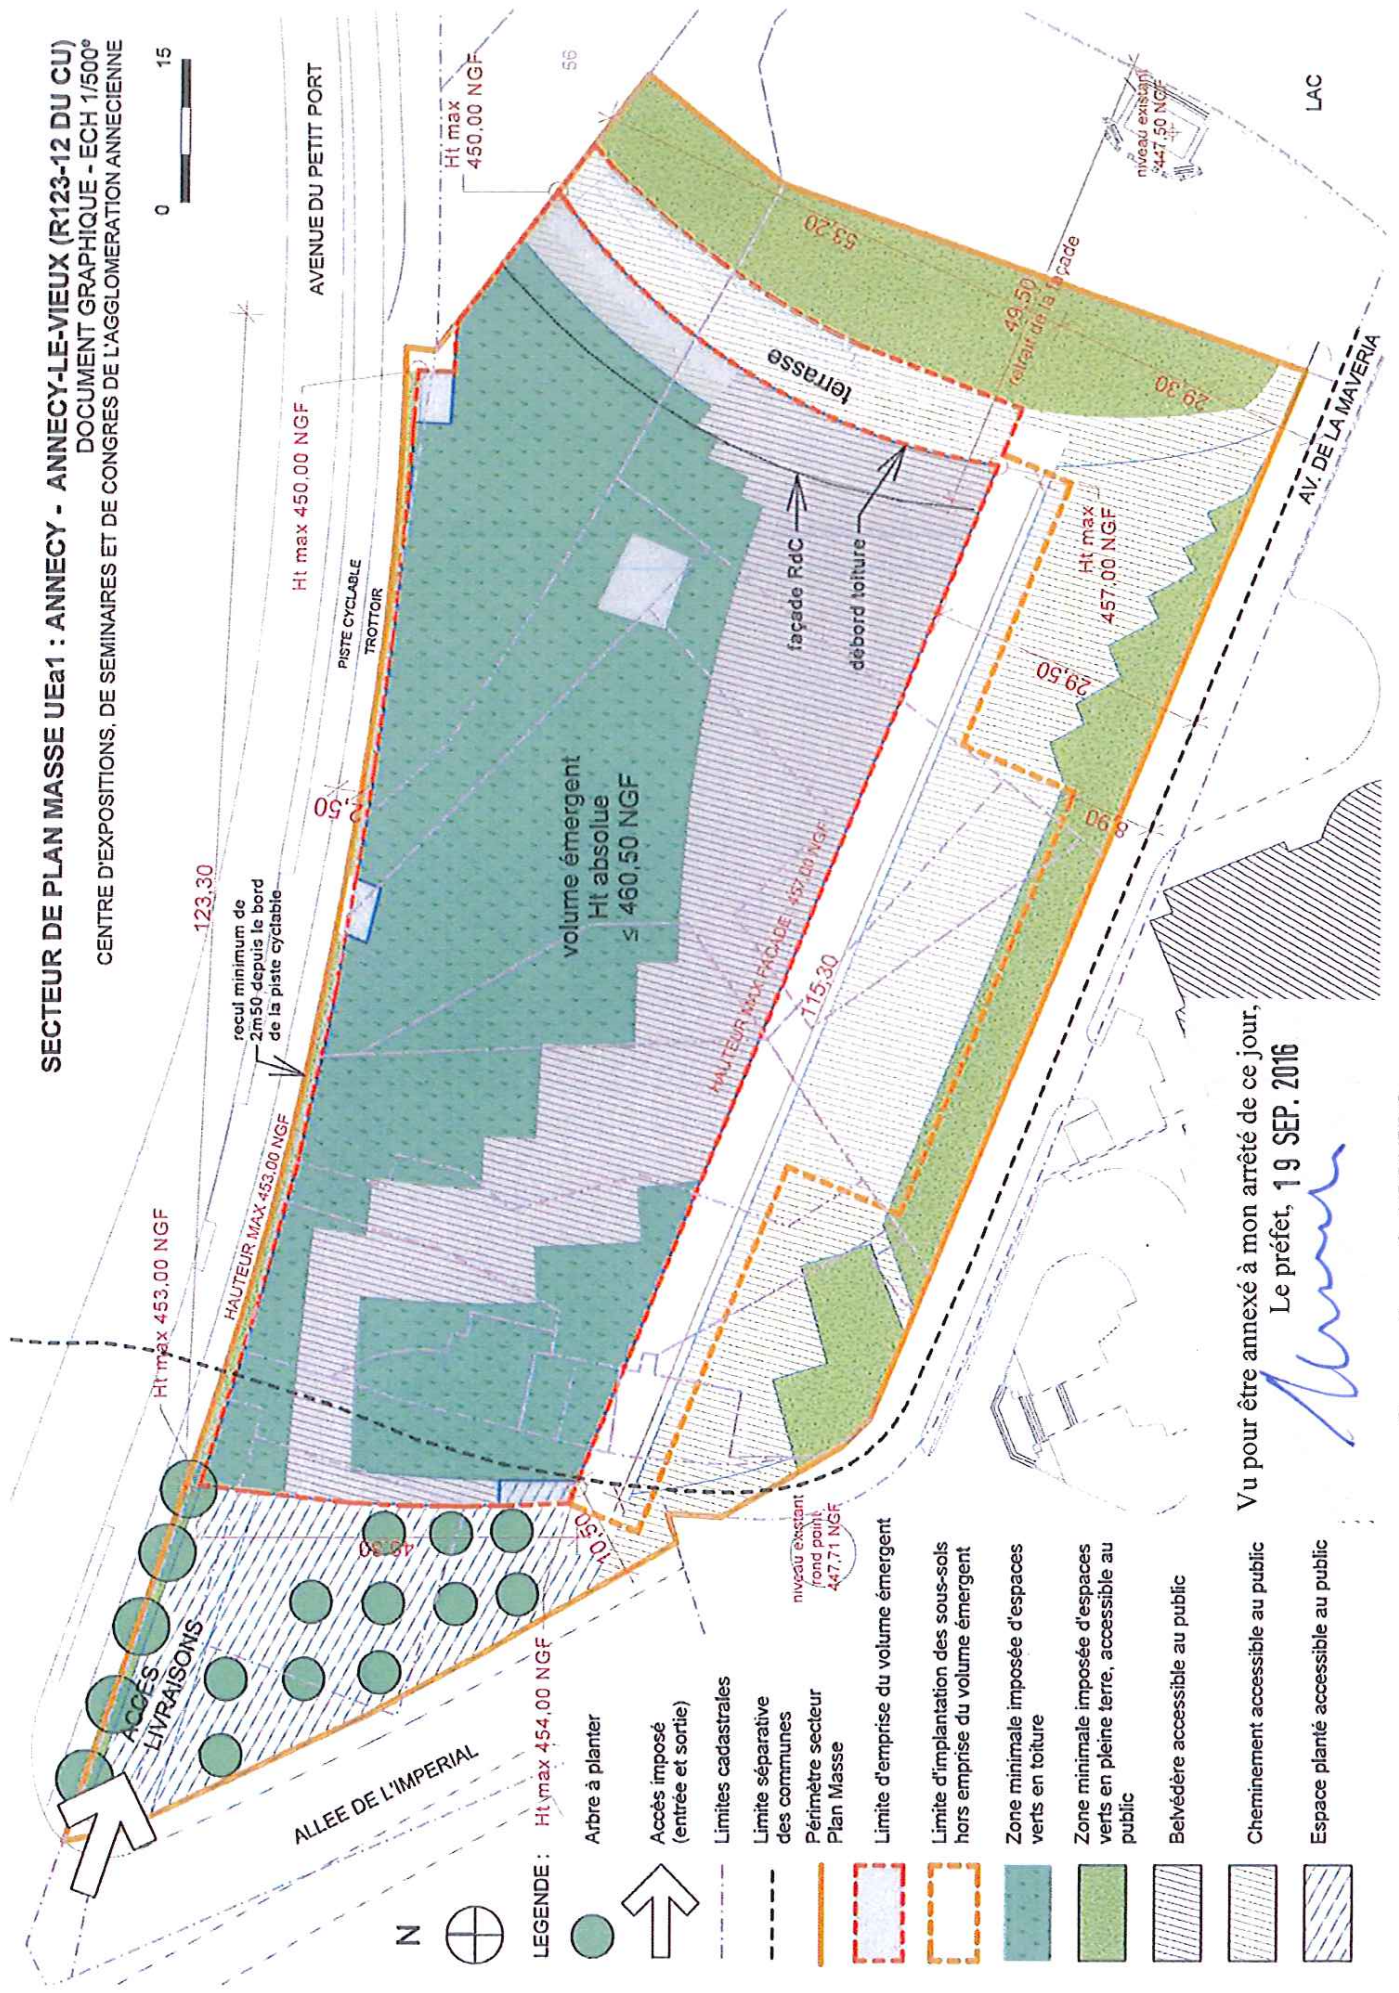 SECTEUR DE PLAN MASSE UEa1 : ANNECY - ANNECY-LE-VIEUX (R123-12 DU CU)
DOCUMENT GRAPHIQUE - ECH 1/500°
CENTRE D'EXPOSITIONS, DE SEMINAIRES ET DE CONGRES DE L'AGGLOMERATION ANNECIENNE
0 15
AVENUE DU PETIT PORT
Ht max
450,00 NGF
56
Ht max 450,00 NGF
PISTE CYCLABLE
TROTTOIR
123,30
2,50
recul minimum de
2m50 depuis le bord
de la piste cyclable
HAUTEUR MAX 453,00 NGF
Ht max 453,00 NGF
volume émergent
Ht absolue
≤ 460,50 NGF
HAUTEUR MAX FACADE 457,00 NGF
115,30
façade RdC
débord toiture
terrasse
53,20
49,50
retrait de la façade
29,30
niveau existant
447,50 NGF
LAC
Ht max
457,00 NGF
29,50
8,90
AV. DE LA MAVERIA
ACCES
LIVRAISONS
49,30
10,50
ALLEE DE L'IMPERIAL
Ht max 454,00 NGF
niveau existant
rond point
447,71 NGF
N
LEGENDE :
Arbre à planter
Accès imposé
(entrée et sortie)
Limites cadastrales
Limite séparative
des communes
Périmètre secteur
Plan Masse
Limite d'emprise du volume émergent
Limite d'implantation des sous-sols
hors emprise du volume émergent
Zone minimale imposée d'espaces
verts en toiture
Zone minimale imposée d'espaces
verts en pleine terre, accessible au
public
Belvédère accessible au public
Cheminement accessible au public
Espace planté accessible au public
Vu pour être annexé à mon arrêté de ce jour,
Le préfet, 19 SEP. 2016